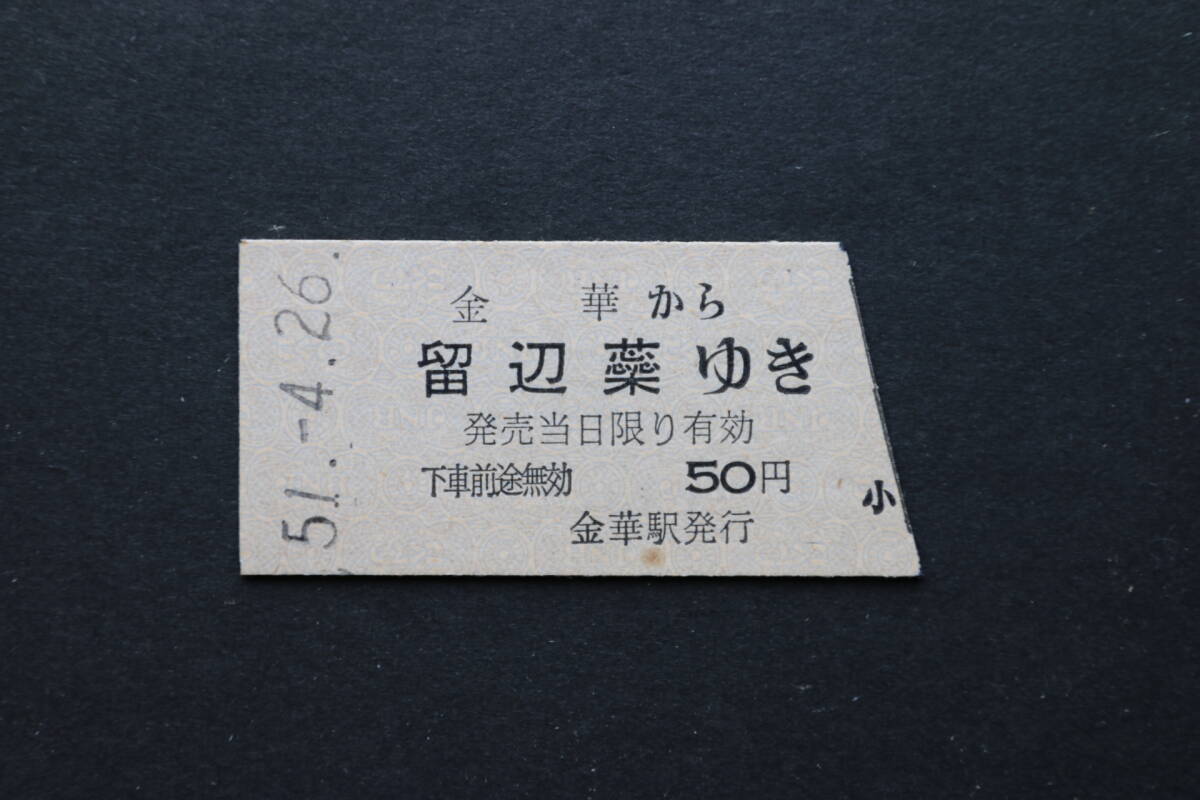 51.-4.26.
金 華 から
留辺蘂ゆき
発売当日限り有効
下車前途無効 50円
小
金華駅発行